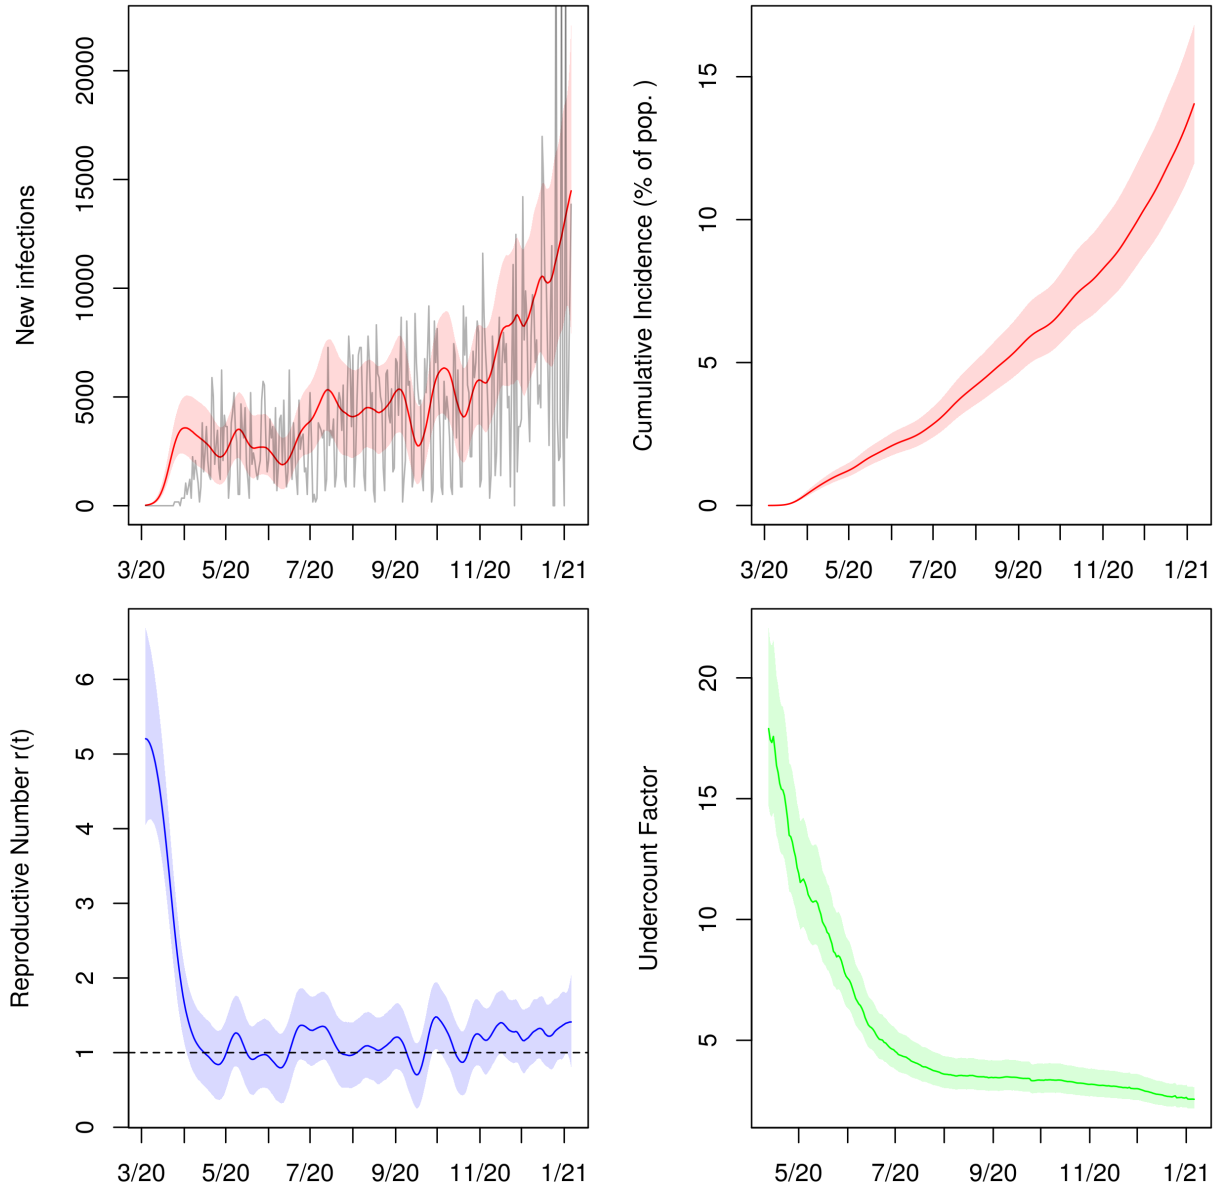 New infections
20000
15000
10000
5000
0
3/20 5/20 7/20 9/20 11/20 1/21
Cumulative Incidence (% of pop. )
15
10
5
0
3/20 5/20 7/20 9/20 11/20 1/21
Reproductive Number r(t)
6
5
4
3
2
1
0
3/20 5/20 7/20 9/20 11/20 1/21
Undercount Factor
20
15
10
5
5/20 7/20 9/20 11/20 1/21